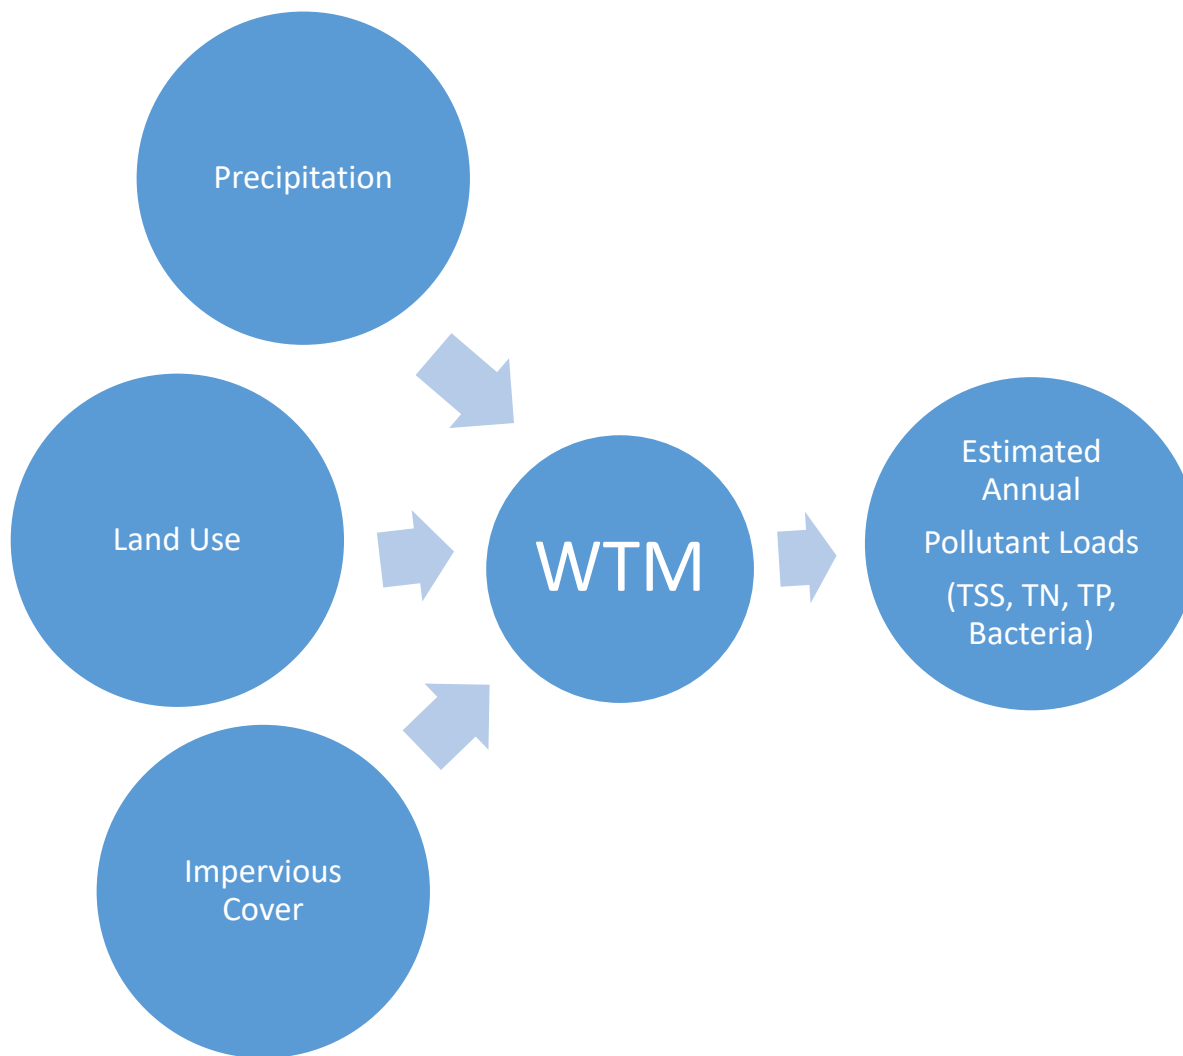 Precipitation
Land Use
Impervious
Cover
WTM
Estimated
Annual
Pollutant Loads
(TSS, TN, TP,
Bacteria)